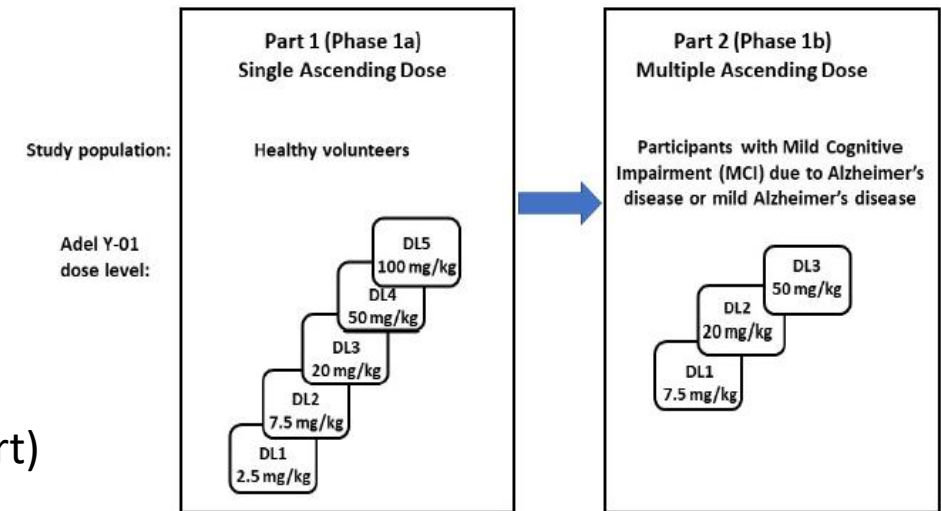 Part 1 (Phase 1a)
Single Ascending Dose
Study population:
Healthy volunteers
Adel Y-01
dose level:
DL5
100 mg/kg
DL4
50 mg/kg
DL3
20 mg/kg
DL2
7.5 mg/kg
DL1
2.5 mg/kg
rt)
Part 2 (Phase 1b)
Multiple Ascending Dose
Participants with Mild Cognitive
Impairment (MCI) due to Alzheimer's
disease or mild Alzheimer's disease
DL3
50 mg/kg
DL2
20 mg/kg
DL1
7.5 mg/kg